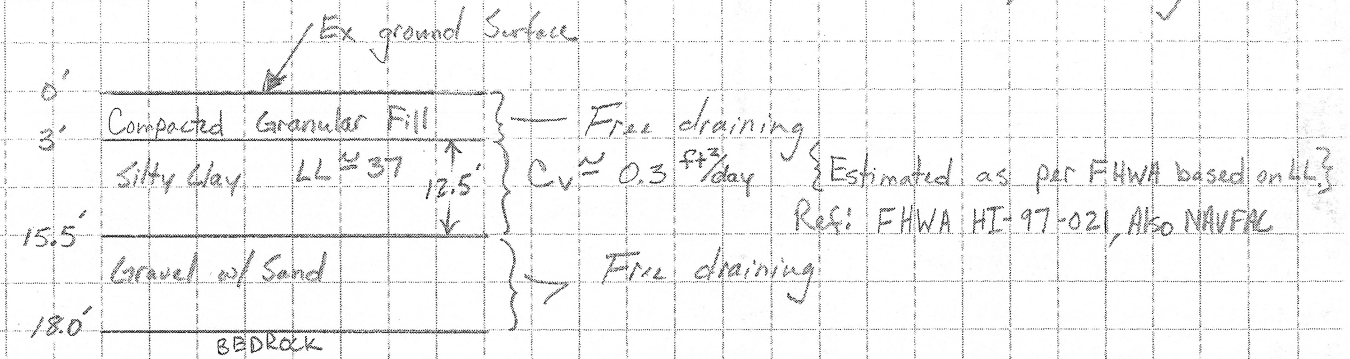 Ex ground Surface
0'
Compacted Granular Fill
Free draining
3'
Silty Clay LL ≅ 37
12.5'
Cv ≅ 0.3 ft²/day {Estimated as per FHWA based on LL.}
Ref: FHWA HI-97-021, Also NAVFAC
15.5'
Gravel w/ Sand
Free draining
18.0'
BEDROCK